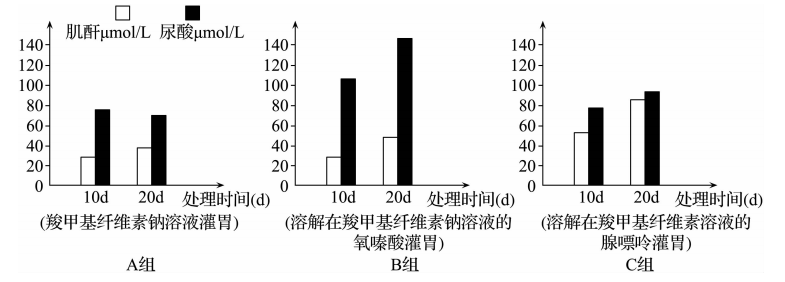 肌酐μmol/L 尿酸μmol/L
140
120
100
80
60
40
20
0
10d 20d 处理时间(d)
(羧甲基纤维素钠溶液灌胃)
A组
140
120
100
80
60
40
20
0
10d 20d 处理时间(d)
(溶解在羧甲基纤维素钠溶液的
氧嗪酸灌胃)
B组
140
120
100
80
60
40
20
0
10d 20d 处理时间(d)
(溶解在羧甲基纤维素溶液的
腺嘌呤灌胃)
C组